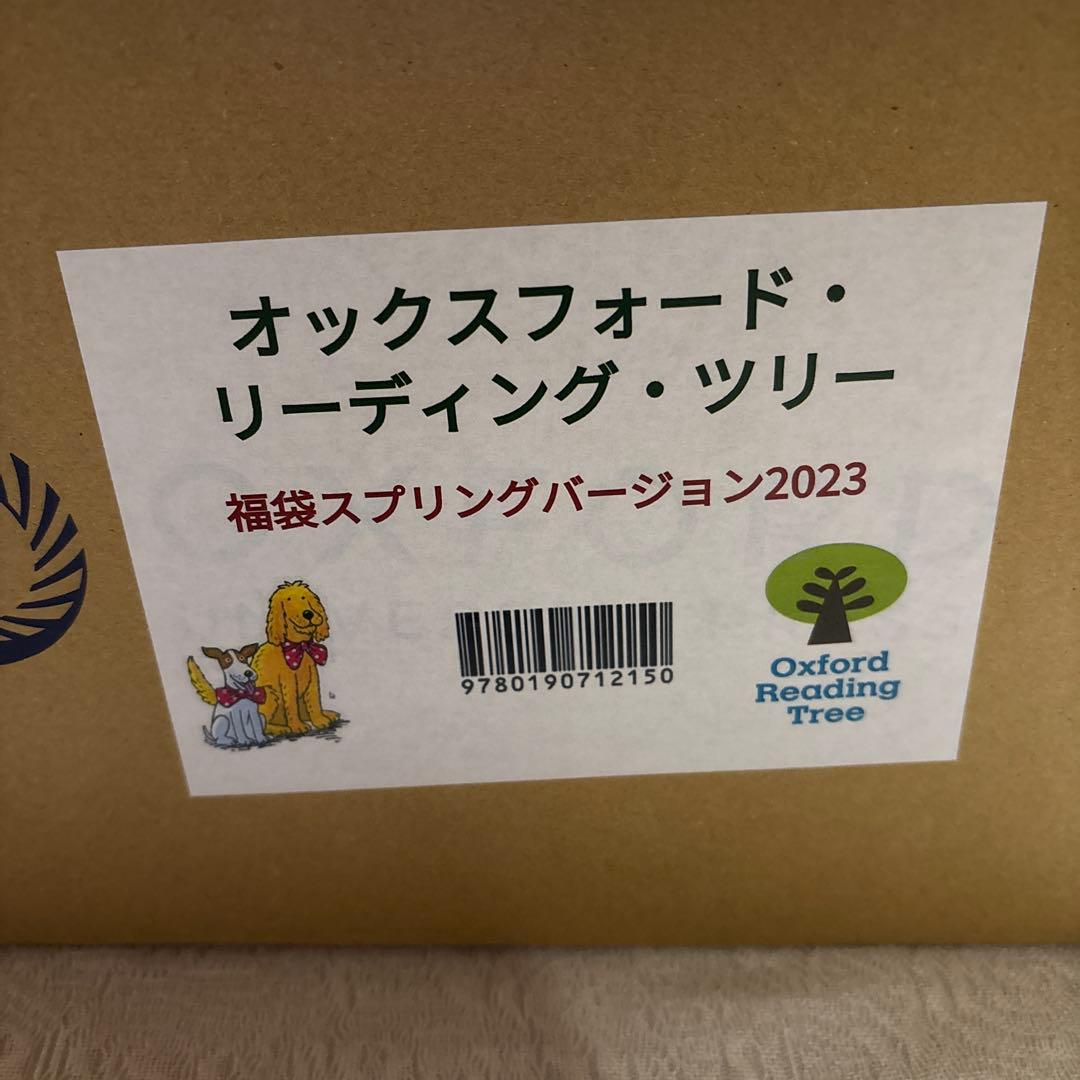 オックスフォード・
リーディング・ツリー
福袋スプリングバージョン2023
9780190712150
Oxford
Reading
Tree